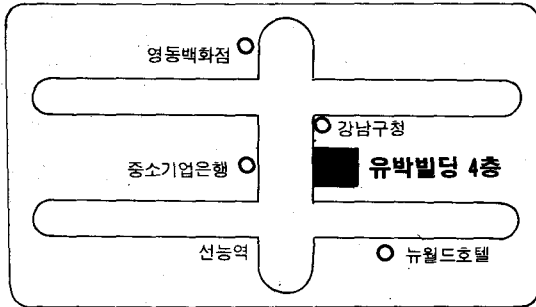 영동백화점
강남구청
중소기업은행
유박빌딩 4층
선능역
뉴월드호텔